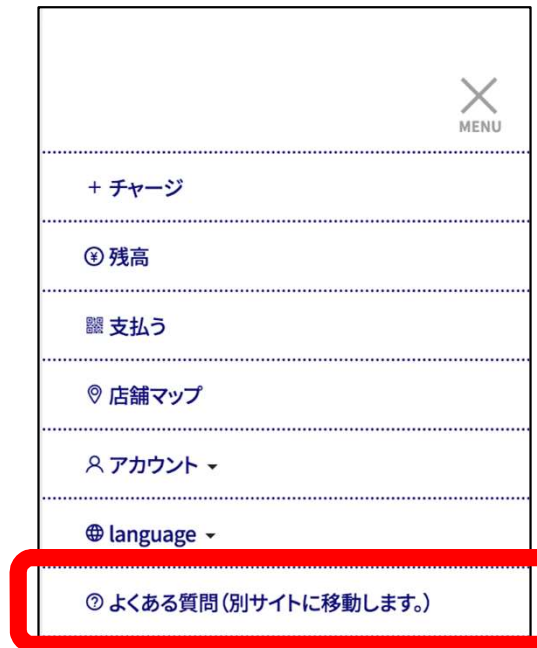 MENU
+ チャージ
残高
支払う
店舗マップ
アカウント
language
よくある質問(別サイトに移動します。)